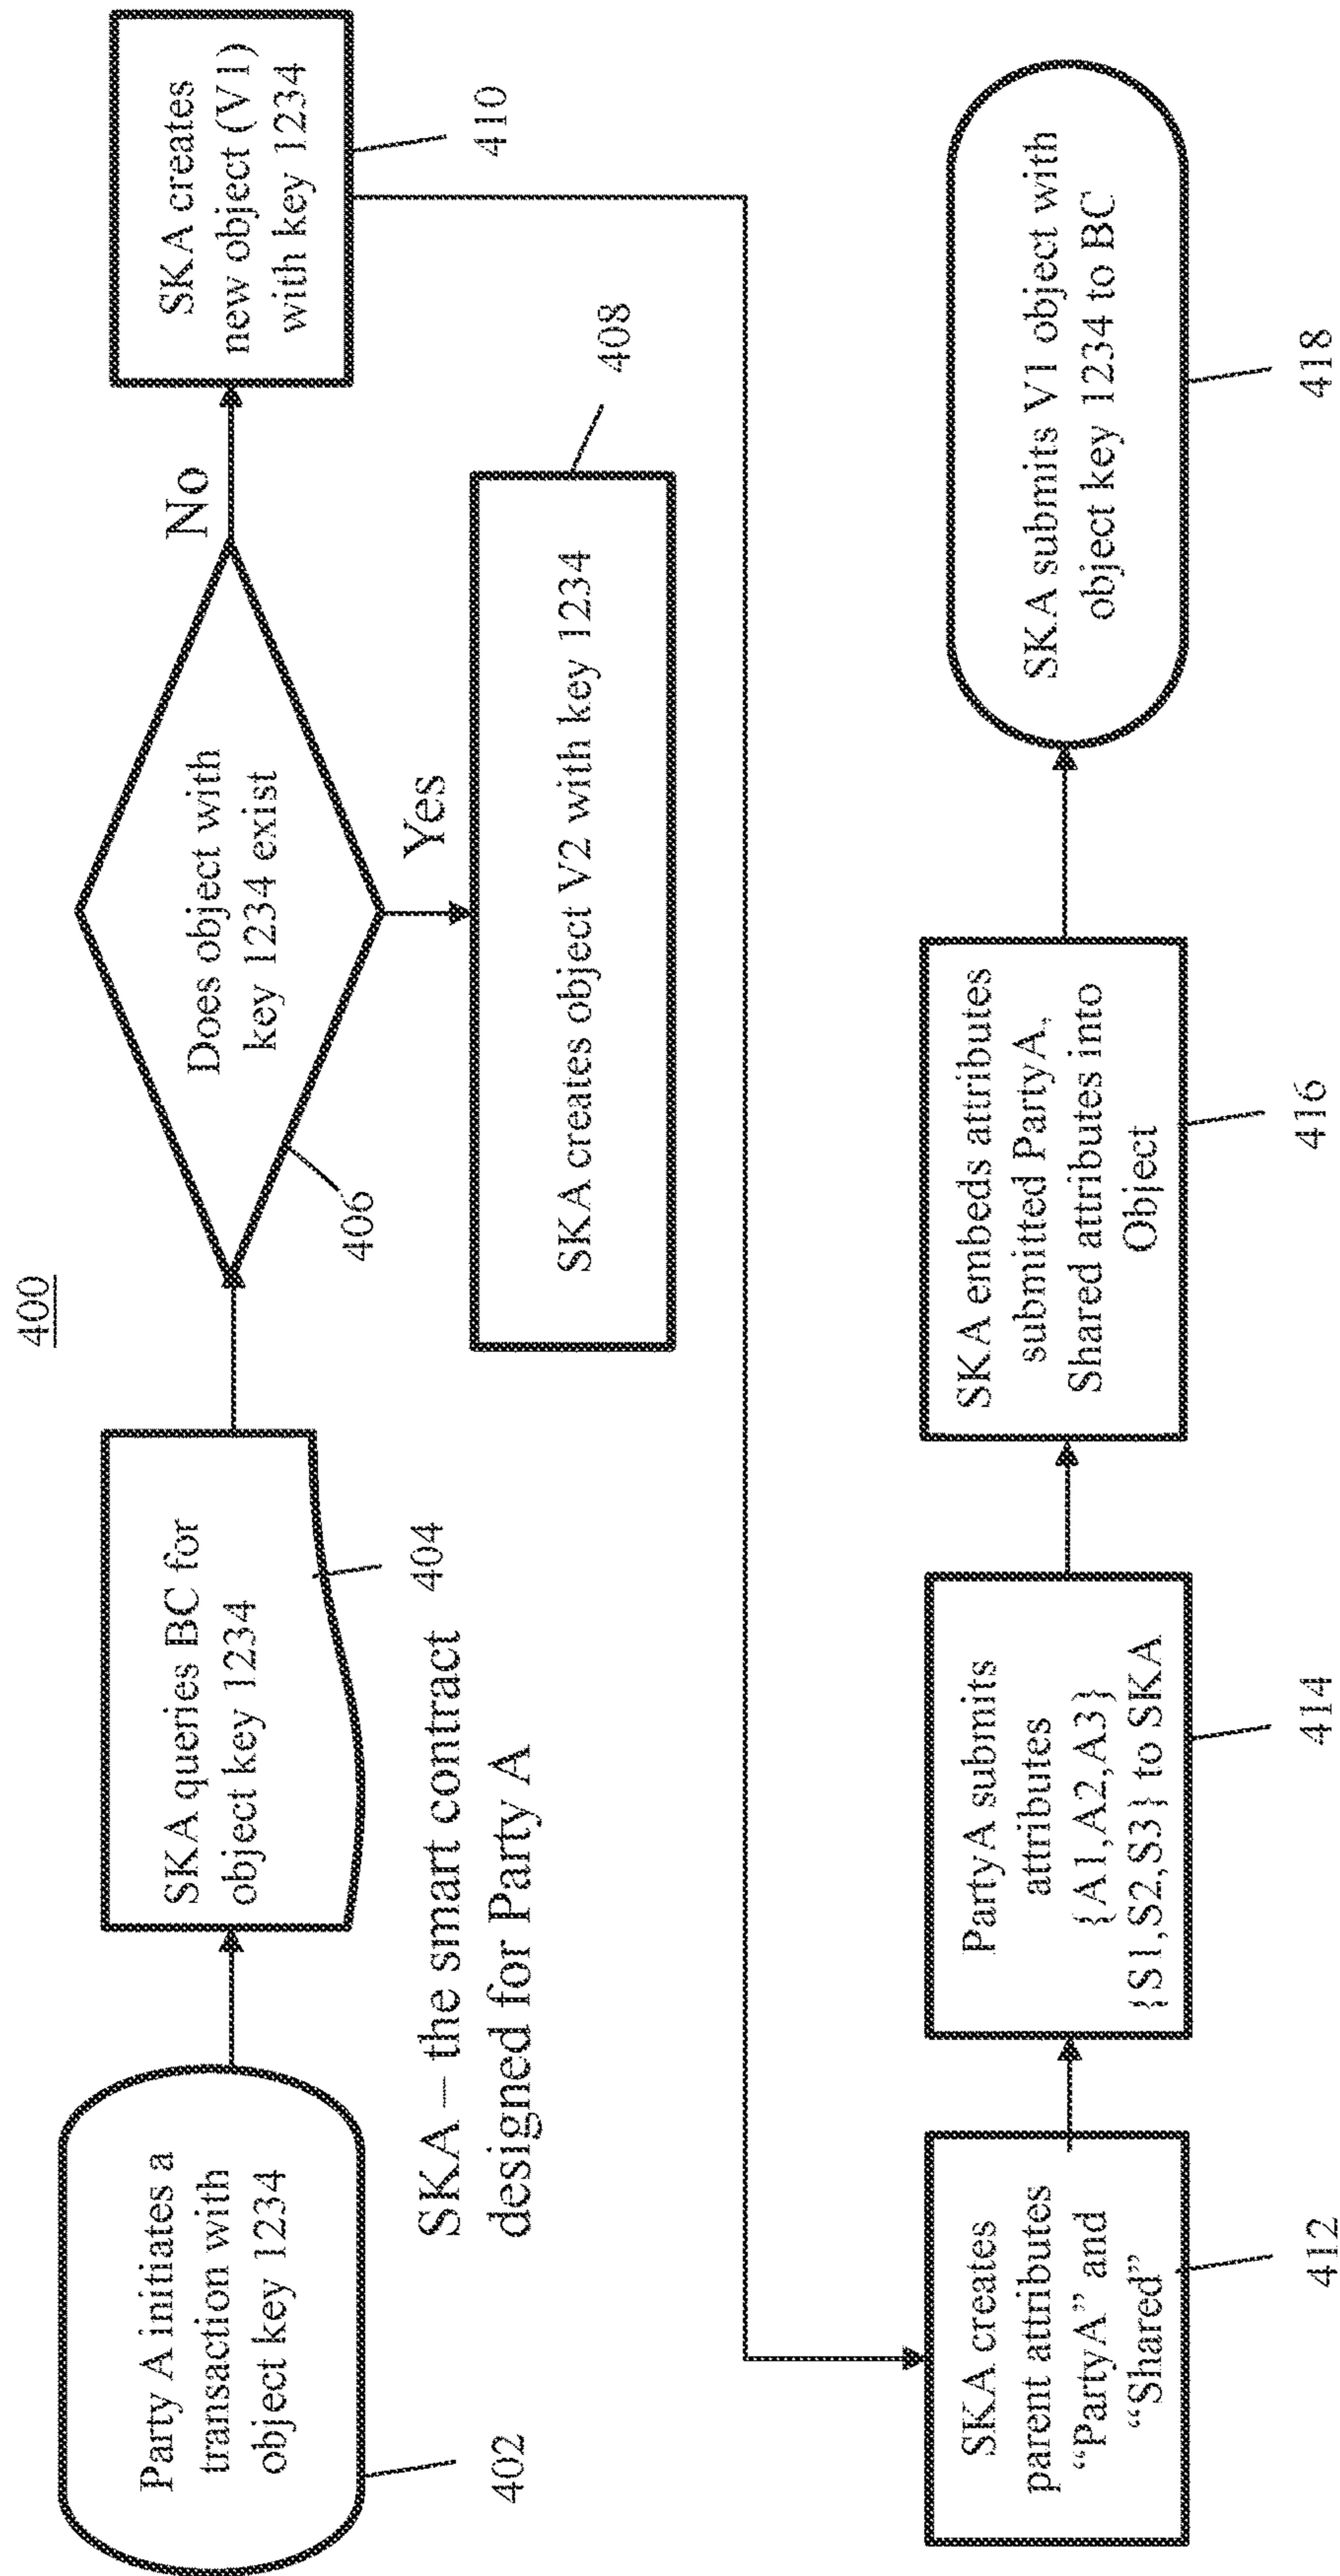 400
Party A initiates a
transaction with
object key 1234
402
SKA queries BC for
object key 1234
404
SKA – the smart contract
designed for Party A
Does object with
key 1234 exist
406
No
Yes
SKA creates object V2 with key 1234
408
SKA creates
new object (V1)
with key 1234
410
SKA creates
parent attributes
“PartyA” and
“Shared”
412
PartyA submits
attributes
{A1,A2,A3}
{S1,S2,S3} to SKA
414
SKA embeds attributes
submitted PartyA,
Shared attributes into
Object
416
SKA submits V1 object with
object key 1234 to BC
418